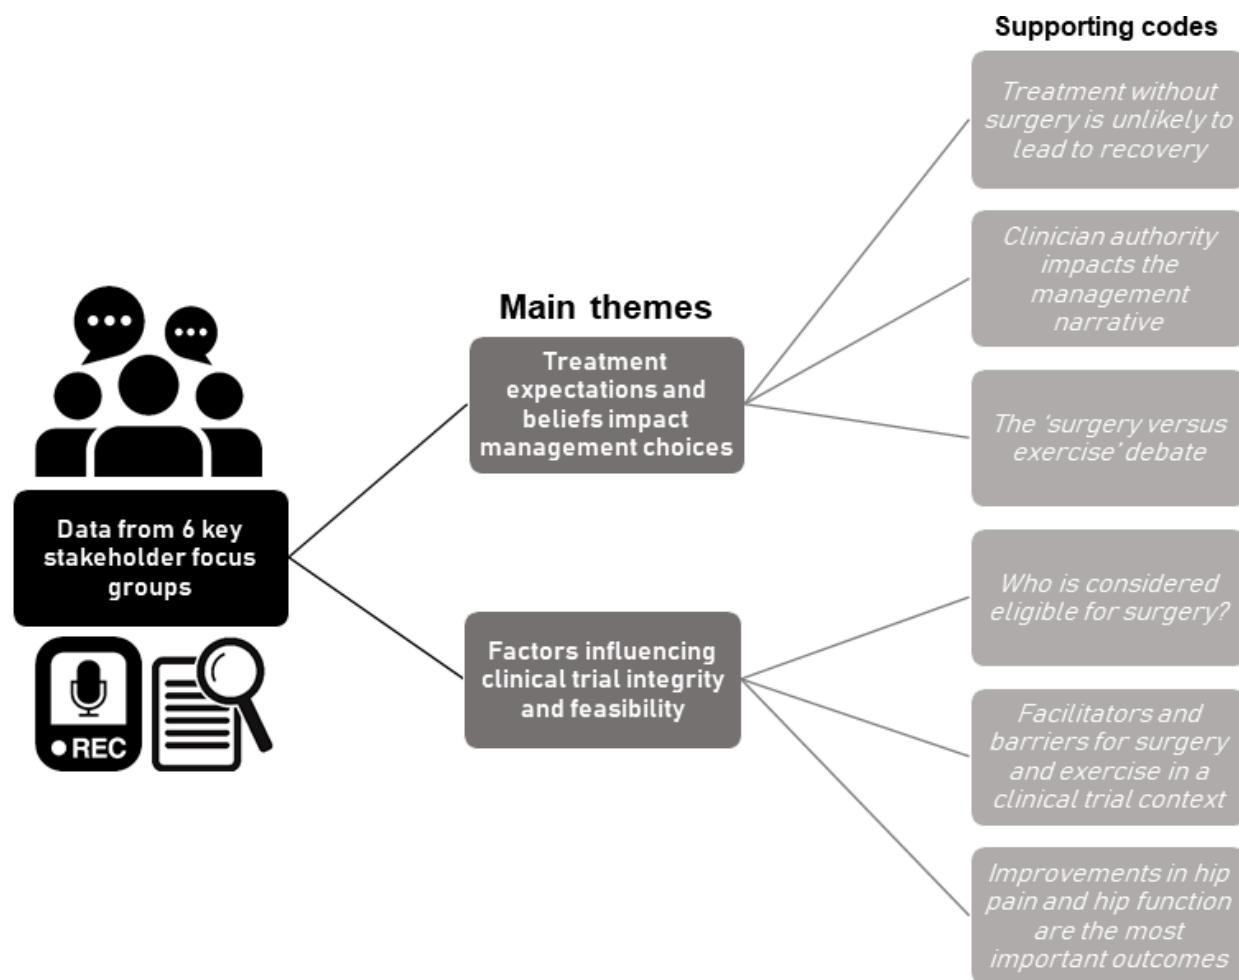 Supporting codes
Treatment without
surgery is unlikely to
lead to recovery
Clinician authority
impacts the
management
narrative
Main themes
Treatment
expectations and
beliefs impact
management choices
The ‘surgery versus
exercise’ debate
Data from 6 key
stakeholder focus
groups
Who is considered
eligible for surgery?
Factors influencing
clinical trial integrity
and feasibility
REC
Facilitators and
barriers for surgery
and exercise in a
clinical trial context
Improvements in hip
pain and hip function
are the most
important outcomes